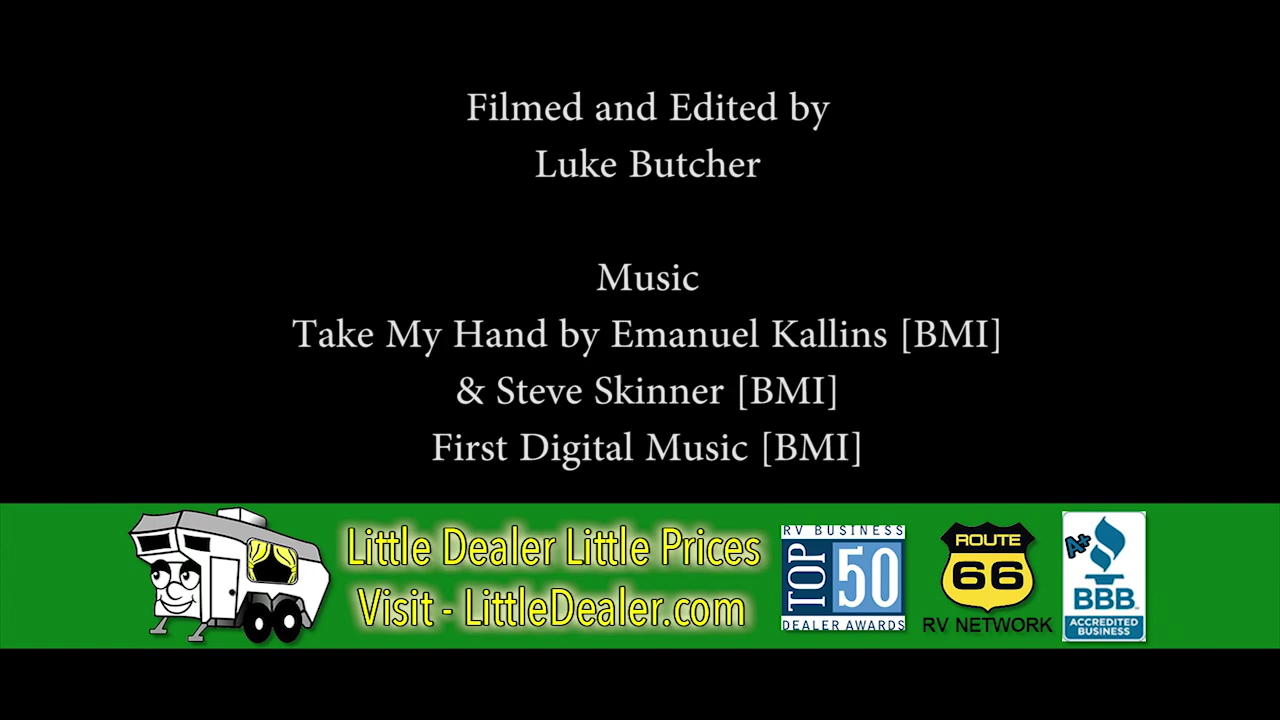 Filmed and Edited by
Luke Butcher
Music
Take My Hand by Emanuel Kallins [BMI]
& Steve Skinner [BMI]
First Digital Music [BMI]
Little Dealer Little Prices
Visit - LittleDealer.com
RV BUSINESS
TOP 50
DEALER AWARDS
ROUTE
66
RV NETWORK
A+
BBB
ACCREDITED
BUSINESS